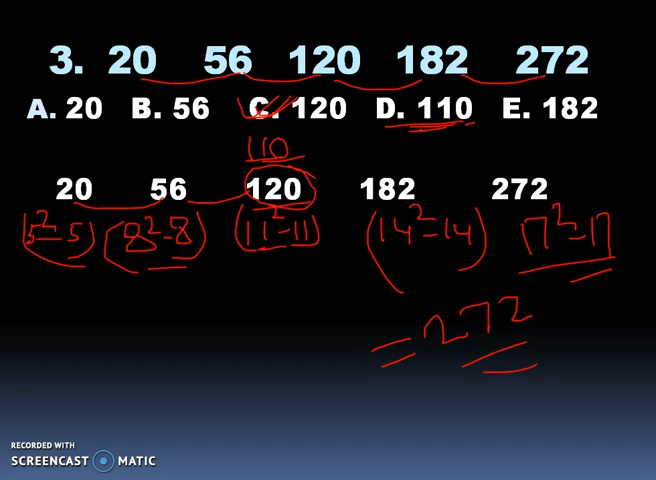 3. 20 56 120 182 272
A. 20 B. 56 C. 120 D. 110 E. 182
110
20 56 120 182 272
(5²-5) (8²-8) (11²-11) (14²-14) 17²-17
= 272
RECORDED WITH
SCREENCAST MATIC